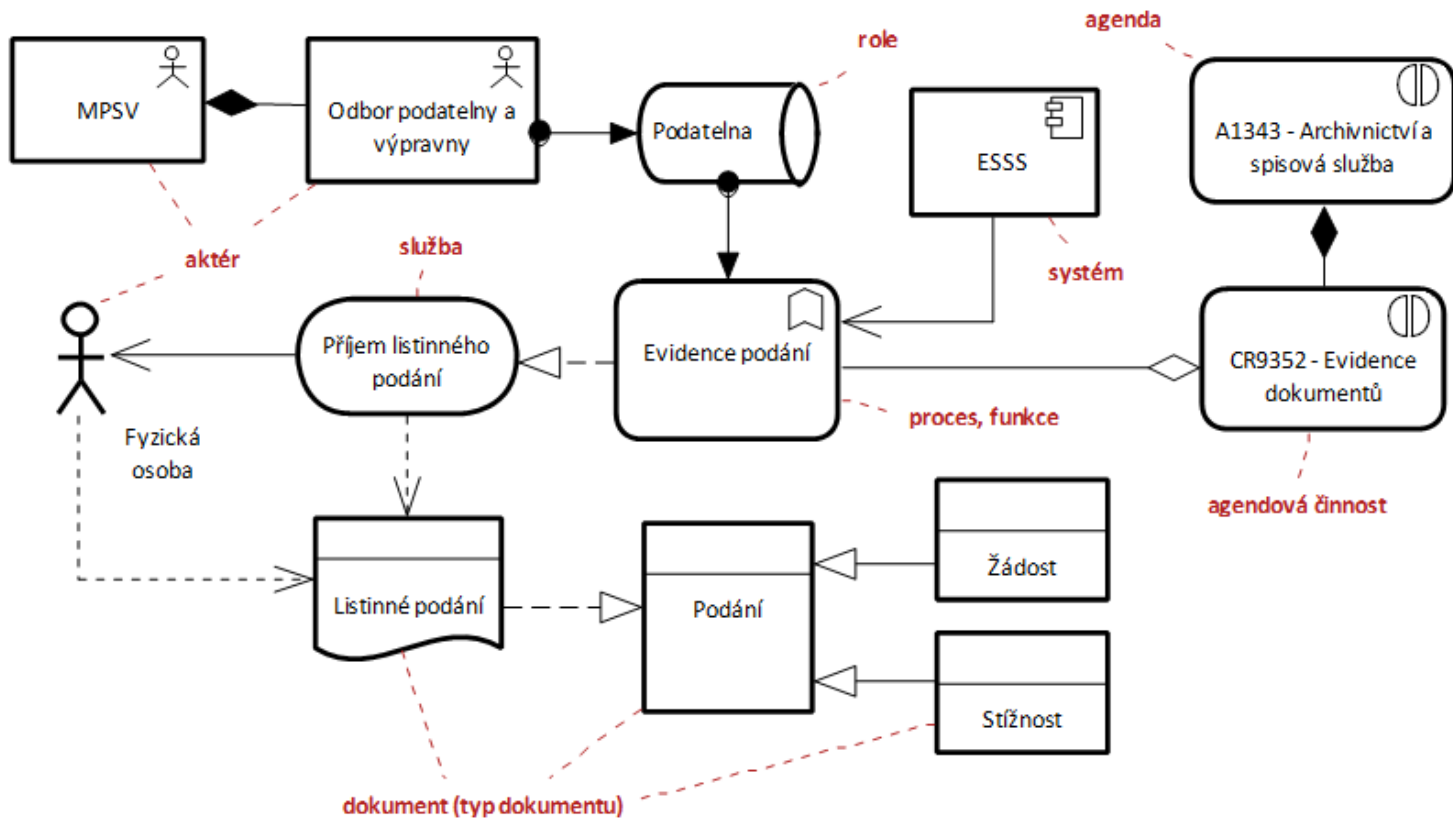 agenda
role
MPSV
Odbor podatelny a
výpravny
Podatelna
ESSS
A1343 - Archivnictví a
spisová služba
aktér
služba
systém
Příjem listinného
podání
Evidence podání
CR9352 - Evidence
dokumentů
proces, funkce
Fyzická
osoba
agendová činnost
Listinné podání
Podání
Žádost
Stížnost
dokument (typ dokumentu)